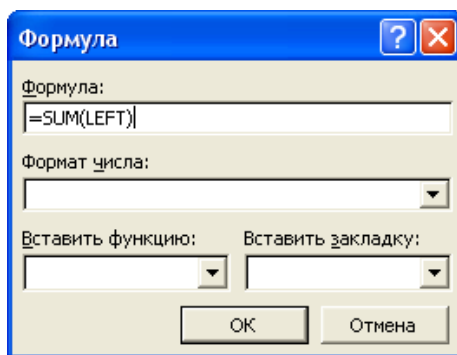 Формула
Формула:
=SUM(LEFT)
Формат числа:
Вставить функцию: Вставить закладку:
ОК Отмена